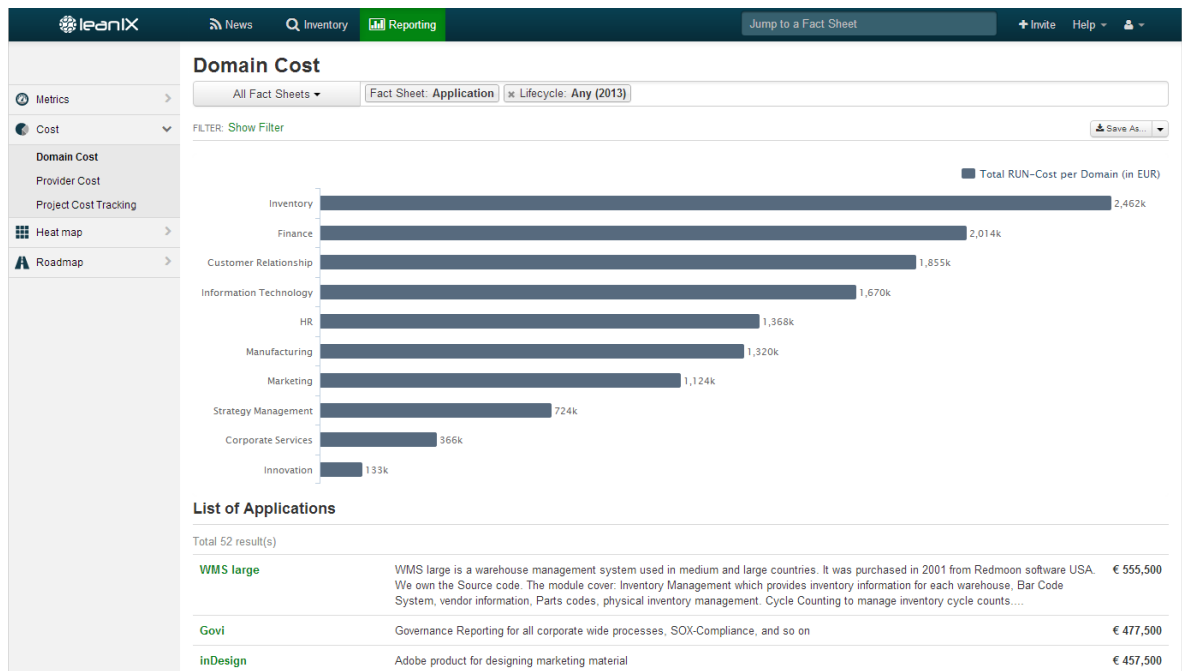 leanIX
News
Inventory
Reporting
Jump to a Fact Sheet
Invite
Help
Metrics
Cost
Domain Cost
Provider Cost
Project Cost Tracking
Heat map
Roadmap
Domain Cost
All Fact Sheets
Fact Sheet: Application
× Lifecycle: Any (2013)
FILTER: Show Filter
Save As...
Total RUN-Cost per Domain (in EUR)
Inventory 2,462k
Finance 2,014k
Customer Relationship 1,855k
Information Technology 1,670k
HR 1,368k
Manufacturing 1,320k
Marketing 1,124k
Strategy Management 724k
Corporate Services 366k
Innovation 133k
List of Applications
Total 52 result(s)
WMS large
WMS large is a warehouse management system used in medium and large countries. It was purchased in 2001 from Redmoon software USA. € 555,500
We own the Source code. The module cover: Inventory Management which provides inventory information for each warehouse, Bar Code
System, vendor information, Parts codes, physical inventory management. Cycle Counting to manage inventory cycle counts....
Govi Governance Reporting for all corporate wide processes, SOX-Compliance, and so on € 477,500
inDesign Adobe product for designing marketing material € 457,500